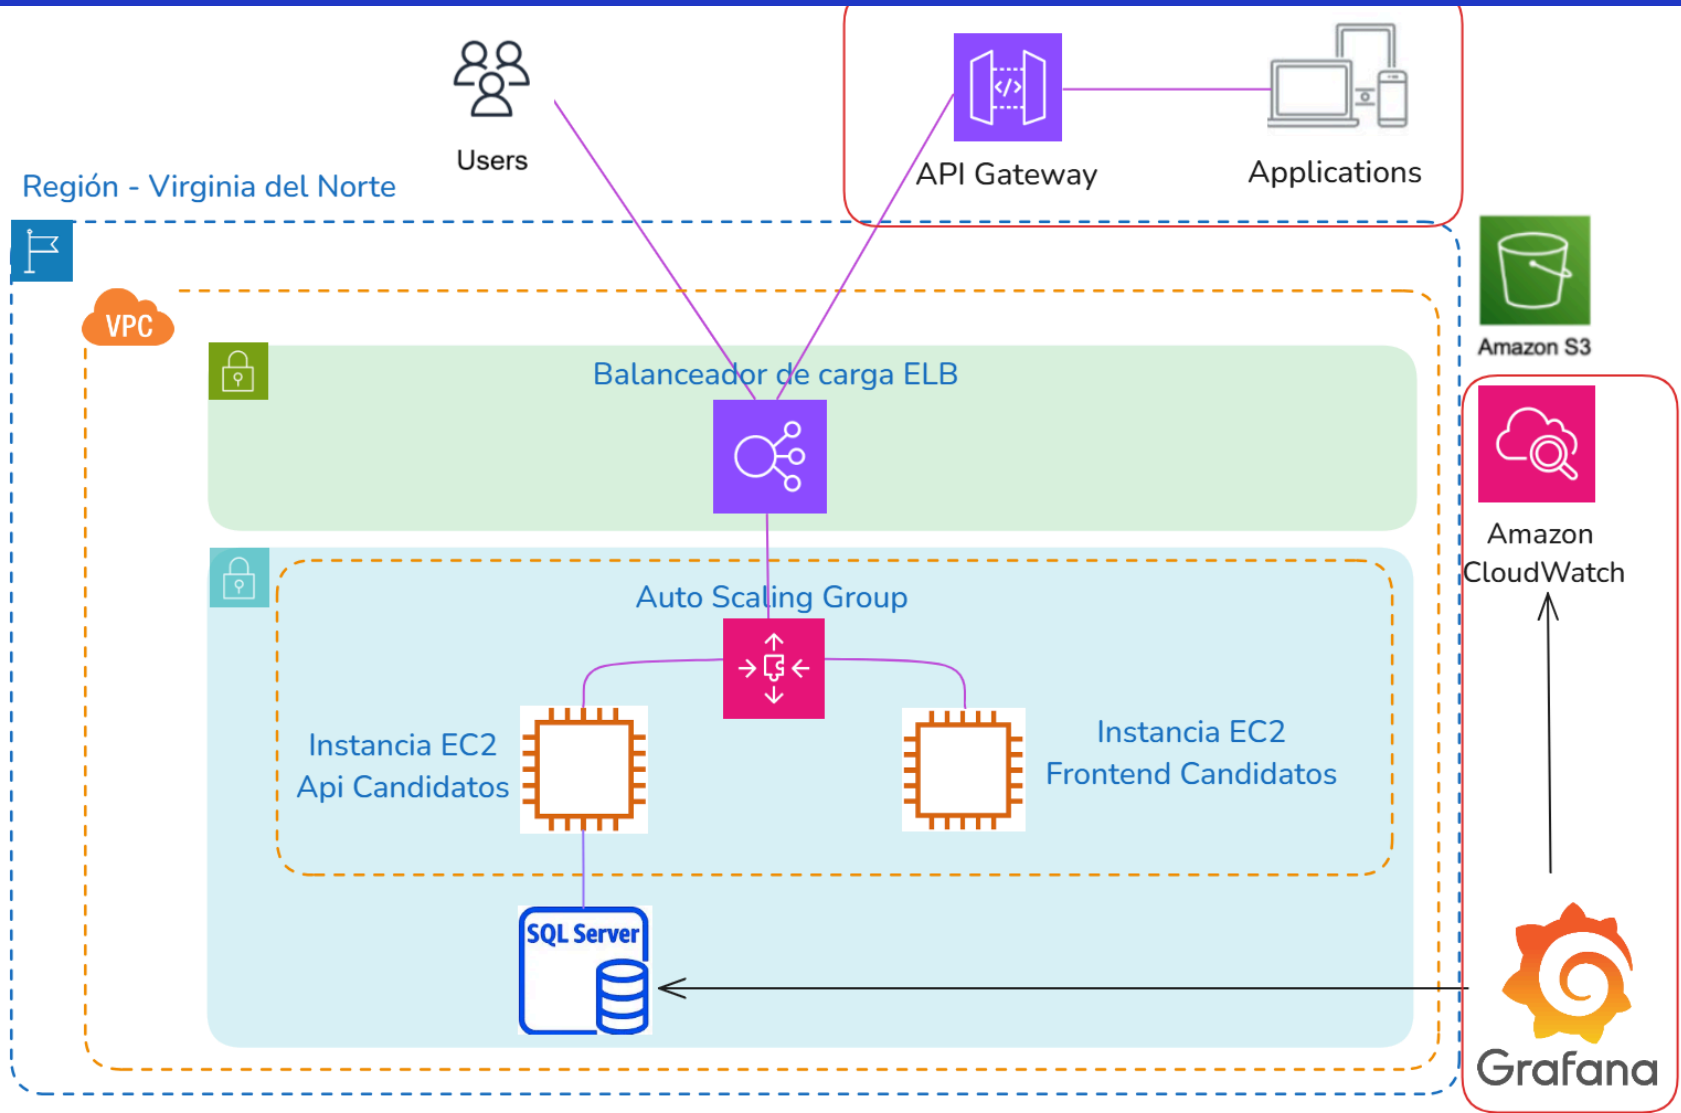 Users
API Gateway
Applications
Región - Virginia del Norte
VPC
Amazon S3
Balanceador de carga ELB
Amazon
CloudWatch
Auto Scaling Group
Instancia EC2
Api Candidatos
Instancia EC2
Frontend Candidatos
SQL Server
Grafana